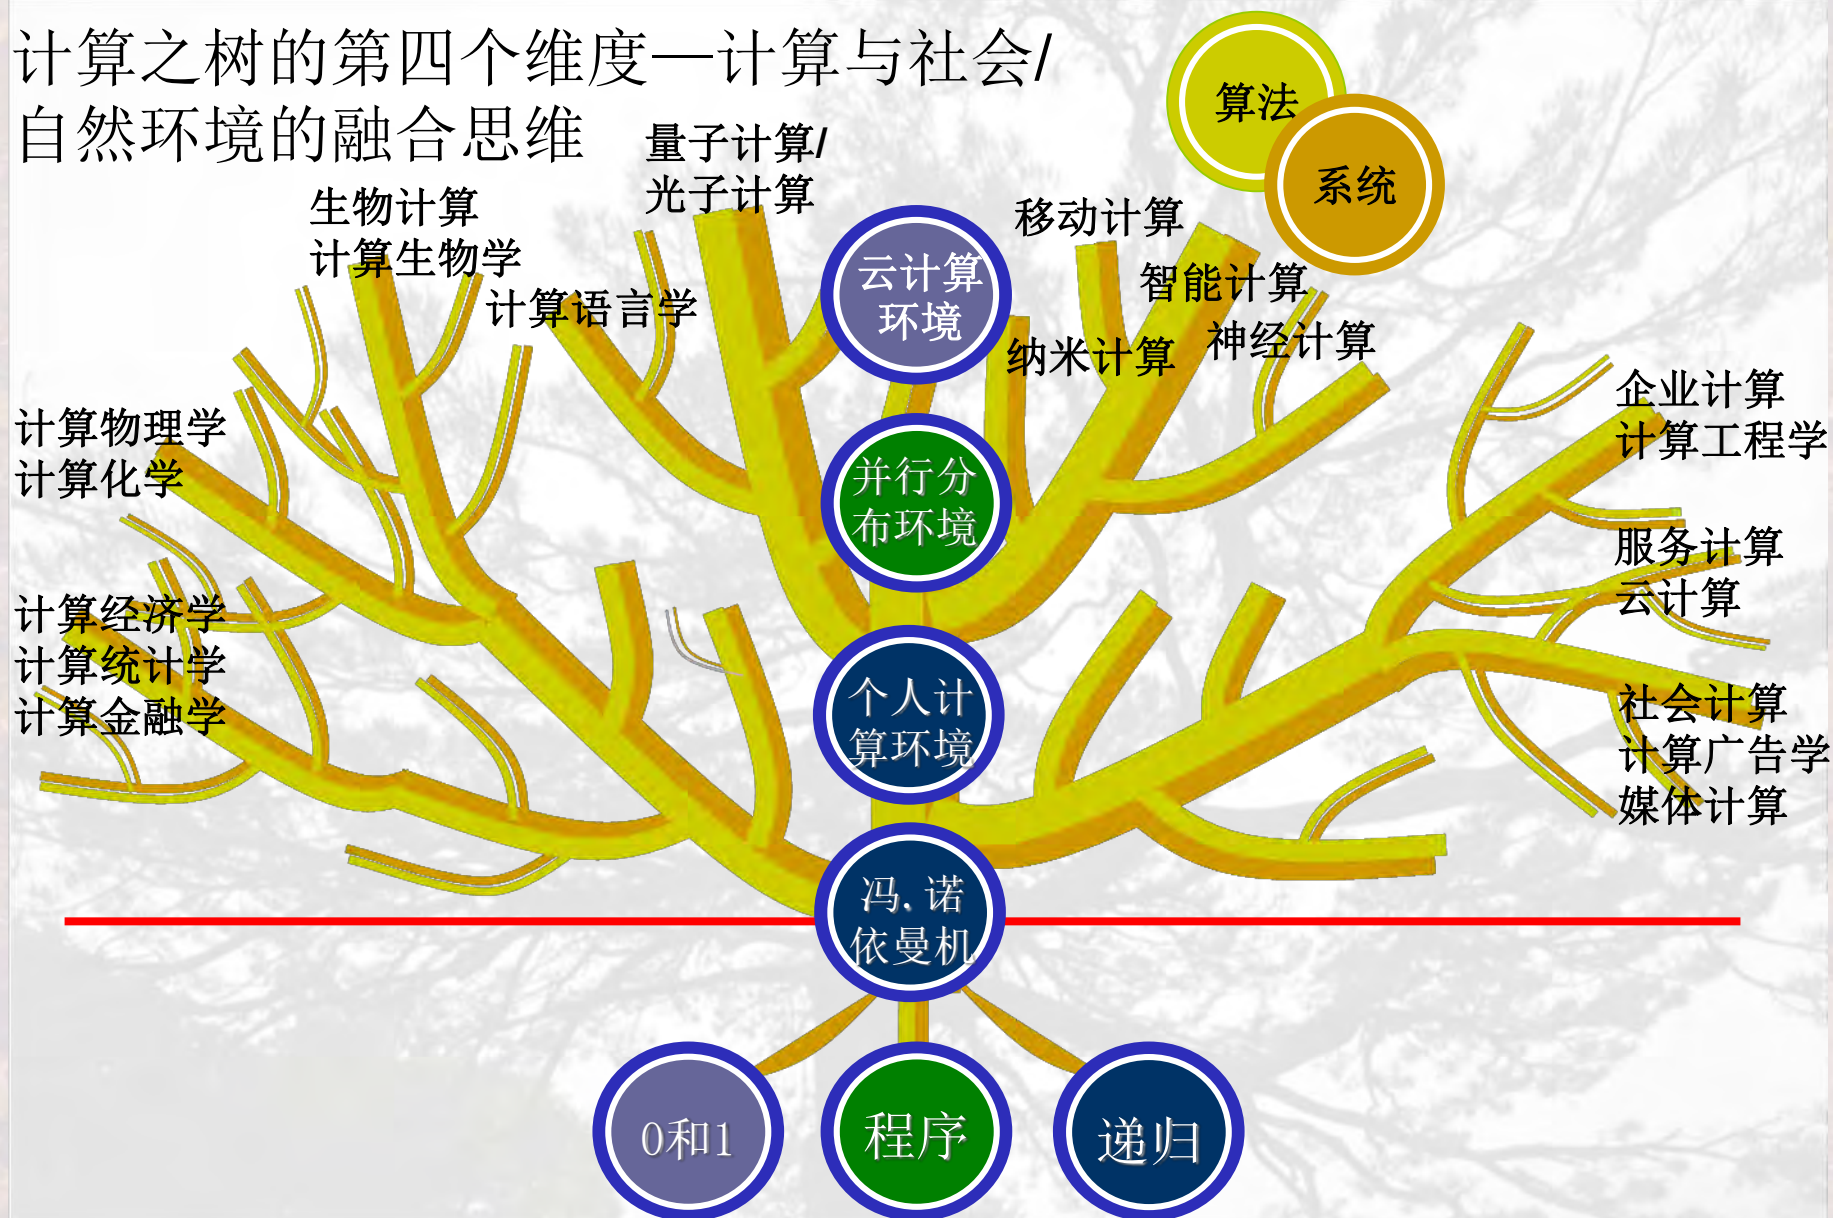 计算之树的第四个维度—计算与社会/
自然环境的融合思维
算法
系统
量子计算/
光子计算
生物计算
计算生物学
计算语言学
云计算
环境
移动计算
智能计算
神经计算
纳米计算
计算物理学
计算化学
企业计算
计算工程学
并行分
布环境
服务计算
云计算
计算经济学
计算统计学
计算金融学
个人计
算环境
社会计算
计算广告学
媒体计算
冯.诺
依曼机
0和1
程序
递归